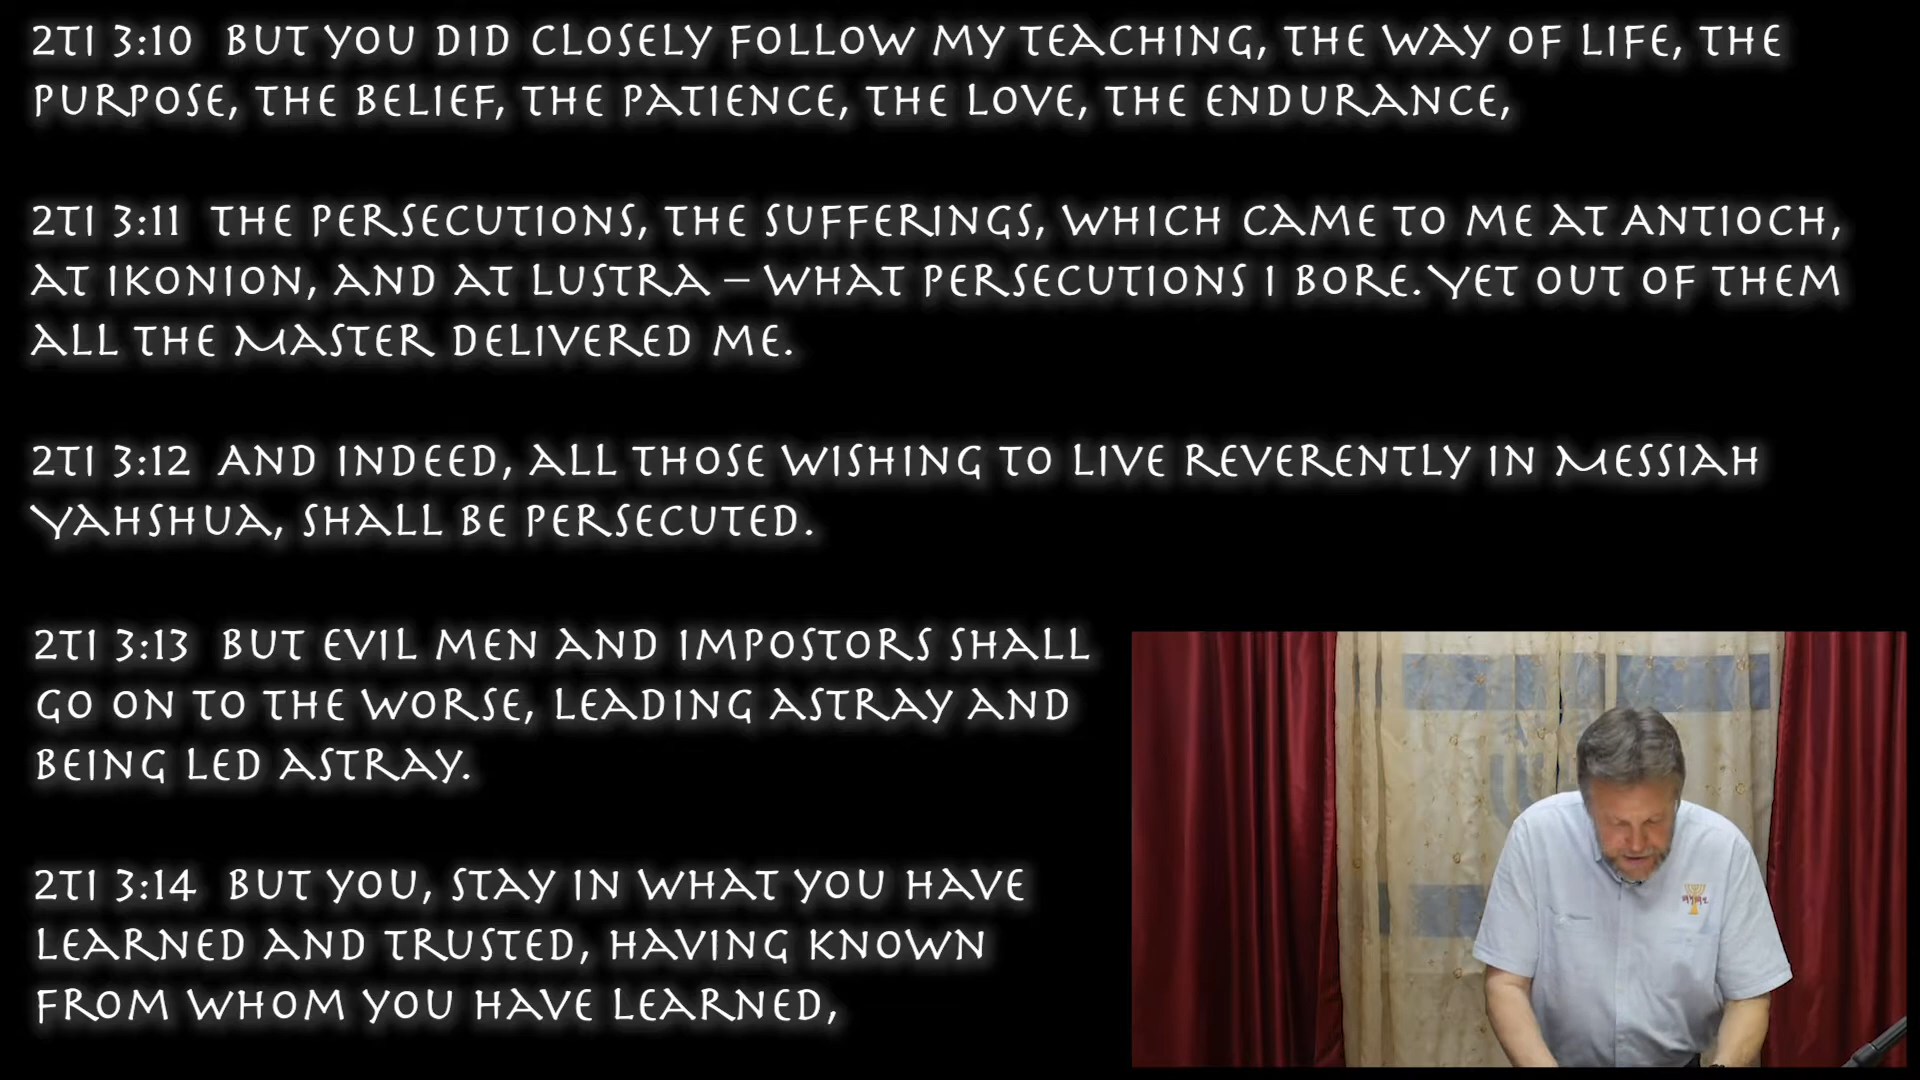 2TI 3:10 BUT YOU DID CLOSELY FOLLOW MY TEACHING, THE WAY OF LIFE, THE
PURPOSE, THE BELIEF, THE PATIENCE, THE LOVE, THE ENDURANCE,
2TI 3:11 THE PERSECUTIONS, THE SUFFERINGS, WHICH CAME TO ME AT ANTIOCH,
AT IKONION, AND AT LUSTRA – WHAT PERSECUTIONS I BORE. YET OUT OF THEM
ALL THE MASTER DELIVERED ME.
2TI 3:12 AND INDEED, ALL THOSE WISHING TO LIVE REVERENTLY IN MESSIAH
YAHSHUA, SHALL BE PERSECUTED.
2TI 3:13 BUT EVIL MEN AND IMPOSTORS SHALL
GO ON TO THE WORSE, LEADING ASTRAY AND
BEING LED ASTRAY.
2TI 3:14 BUT YOU, STAY IN WHAT YOU HAVE
LEARNED AND TRUSTED, HAVING KNOWN
FROM WHOM YOU HAVE LEARNED,